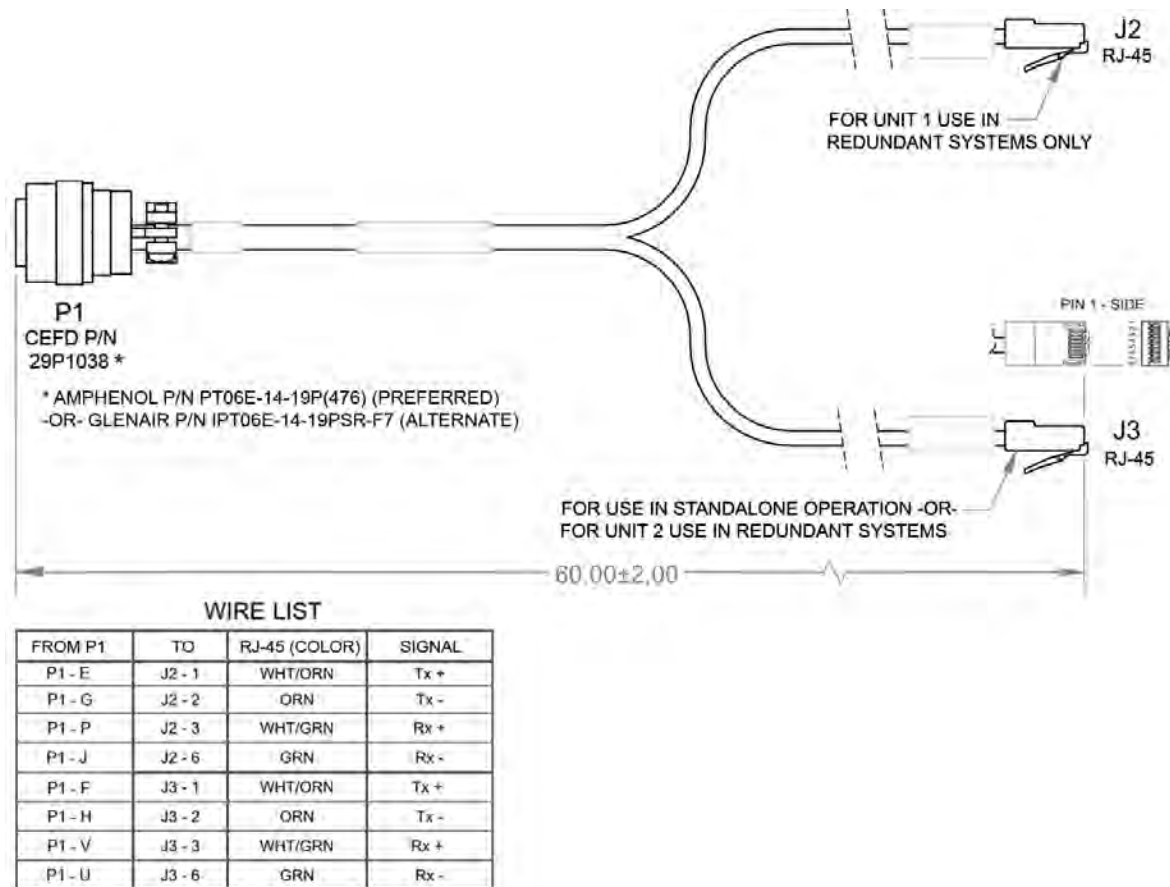 J2
RJ-45
FOR UNIT 1 USE IN
REDUNDANT SYSTEMS ONLY
P1
CEFD P/N
29P1038 *
* AMPHENOL P/N PT06E-14-19P(476) (PREFERRED)
-OR- GLENAIR P/N IPT06E-14-19PSR-F7 (ALTERNATE)
PIN 1 - SIDE
J3
RJ-45
FOR USE IN STANDALONE OPERATION -OR-
FOR UNIT 2 USE IN REDUNDANT SYSTEMS
60.00±2.00
WIRE LIST
FROM P1 TO RJ-45 (COLOR) SIGNAL
P1 - E J2 - 1 WHT/ORN Tx +
P1 - G J2 - 2 ORN Tx -
P1 - P J2 - 3 WHT/GRN Rx +
P1 - J J2 - 6 GRN Rx -
P1 - F J3 - 1 WHT/ORN Tx +
P1 - H J3 - 2 ORN Tx -
P1 - V J3 - 3 WHT/GRN Rx +
P1 - U J3 - 6 GRN Rx -